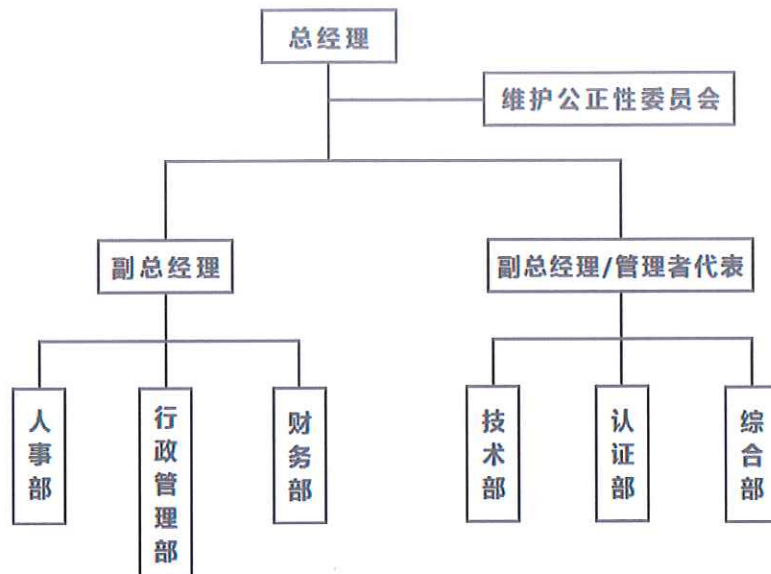 总经理
维护公正性委员会
副总经理
副总经理/管理者代表
人事部
行政管理部
财务部
技术部
认证部
综合部